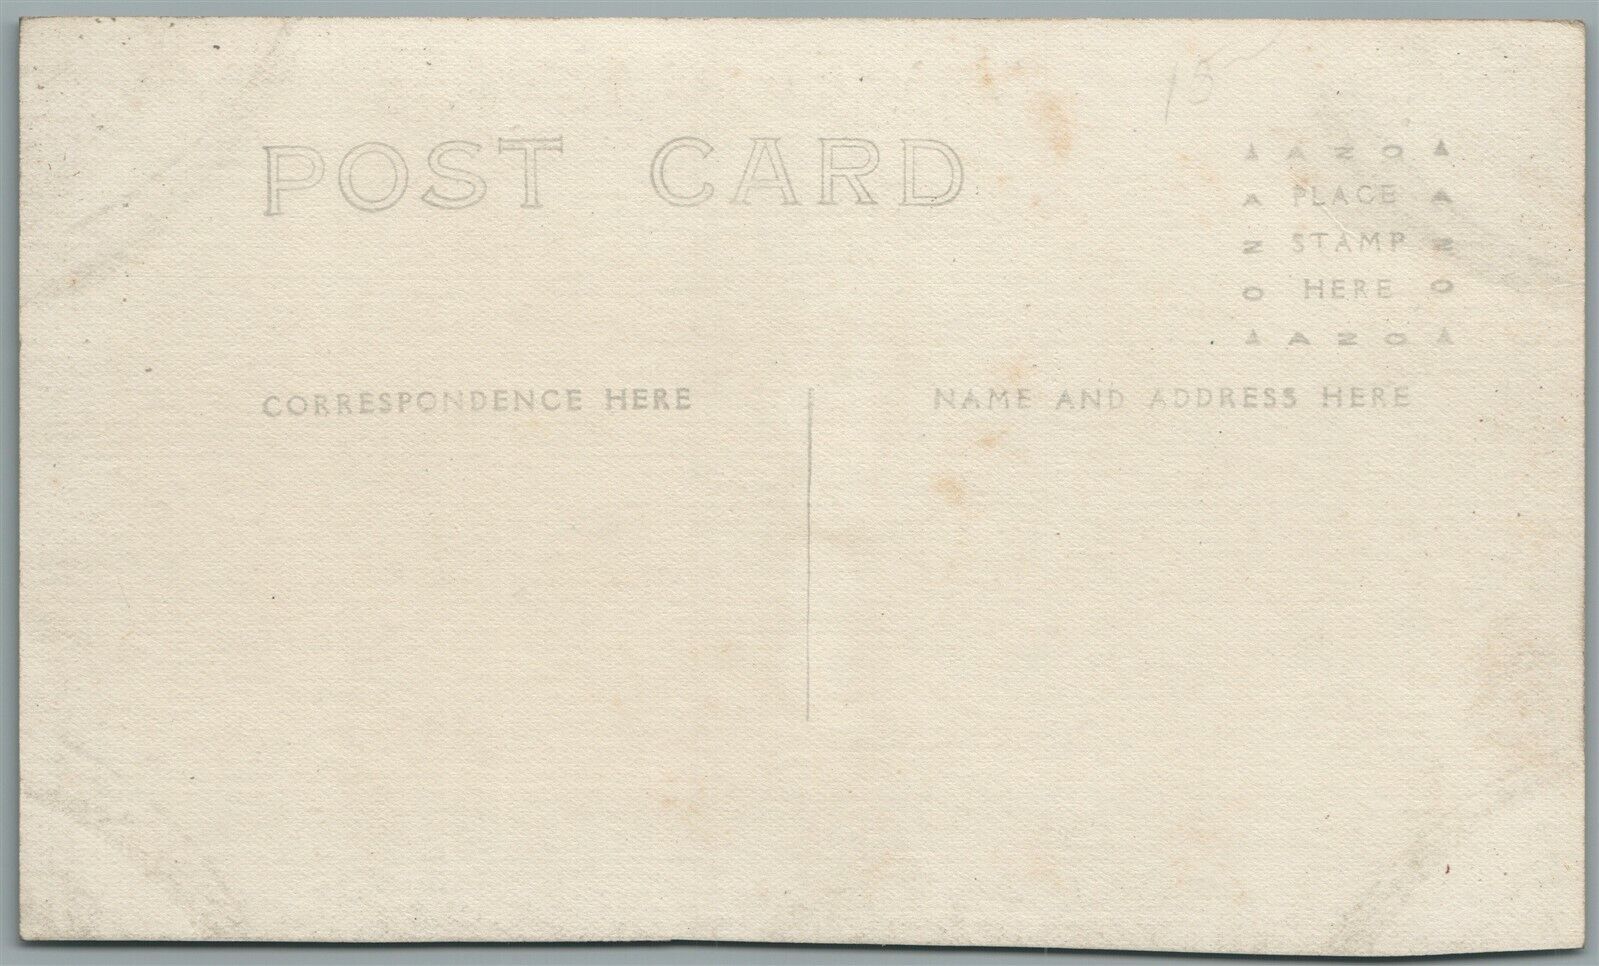 15
POST CARD
▲ AZO ▲
A PLACE A
N STAMP N
O HERE O
▲ AZO ▲
CORRESPONDENCE HERE
NAME AND ADDRESS HERE